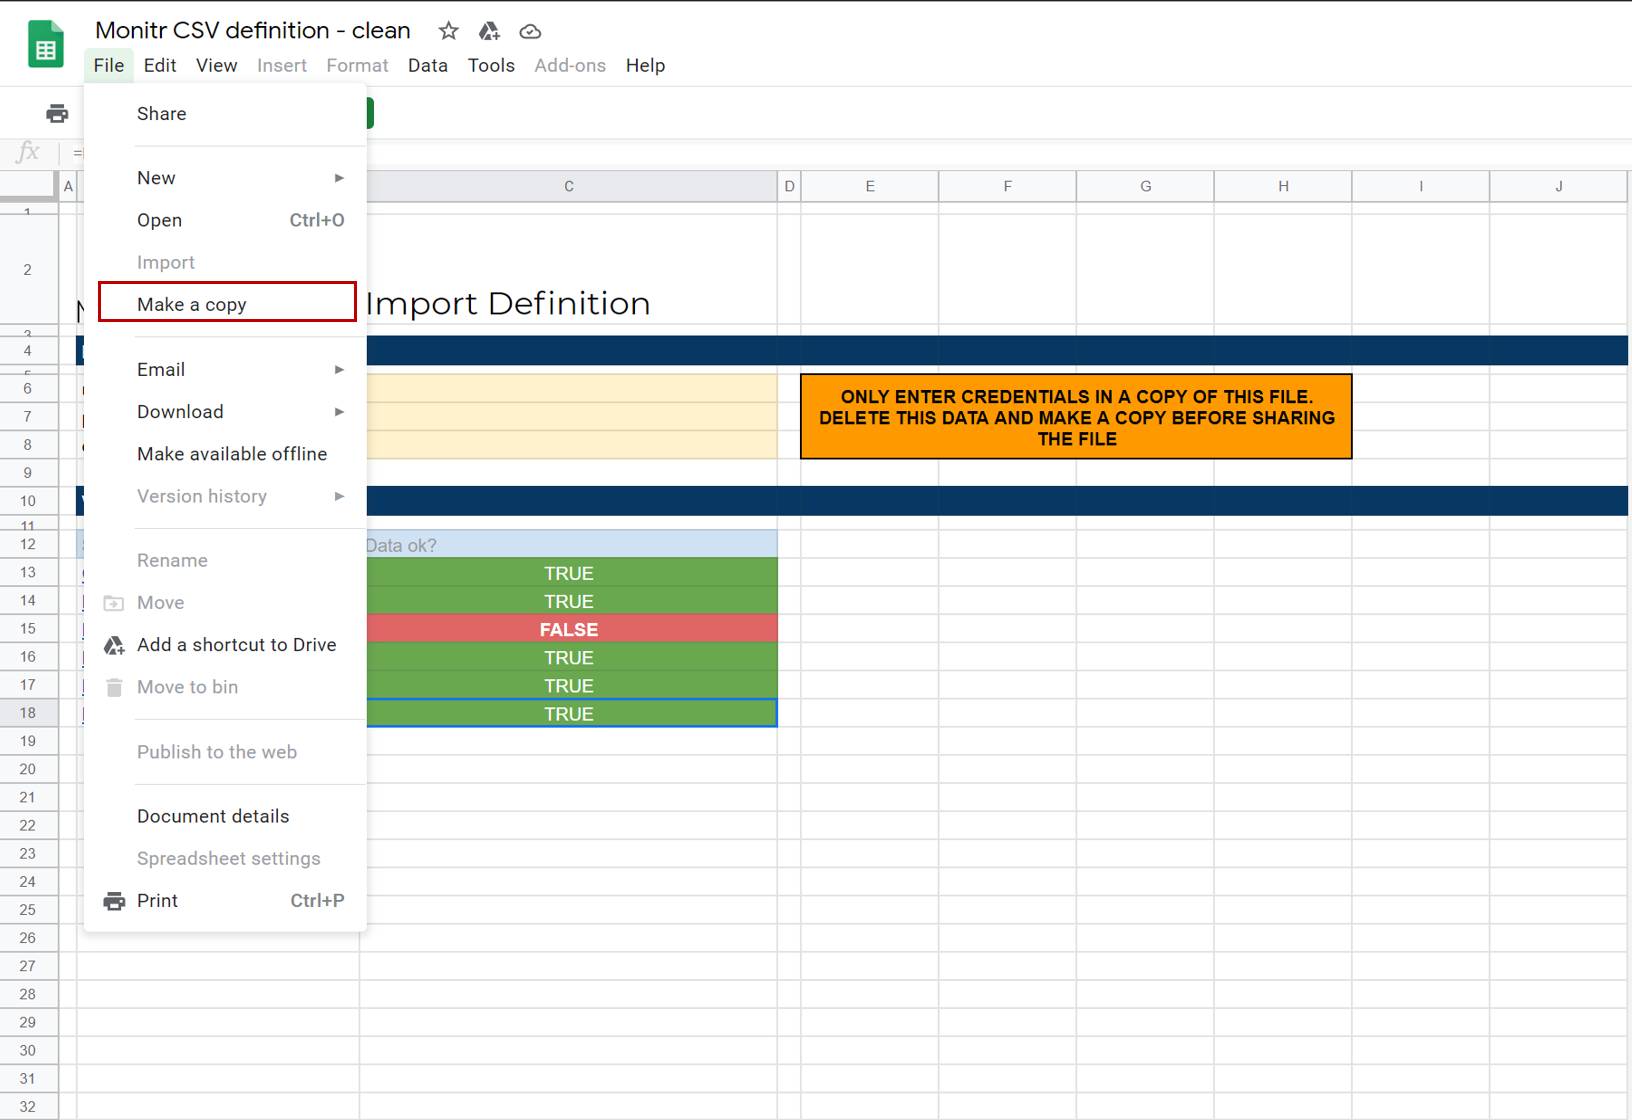 Monitr CSV definition - clean
File Edit View Insert Format Data Tools Add-ons Help
Share
fx =
A C D E F G H I J
New
Open Ctrl+O
Import
Make a copy
Import Definition
Email
Download
Make available offline
Version history
ONLY ENTER CREDENTIALS IN A COPY OF THIS FILE.
DELETE THIS DATA AND MAKE A COPY BEFORE SHARING
THE FILE
Rename
Move
Add a shortcut to Drive
Move to bin
Publish to the web
Document details
Spreadsheet settings
Print Ctrl+P
1
2
3
4
5
6
7
8
9
10
11
12 Data ok?
13 TRUE
14 TRUE
15 FALSE
16 TRUE
17 TRUE
18 TRUE
19
20
21
22
23
24
25
26
27
28
29
30
31
32